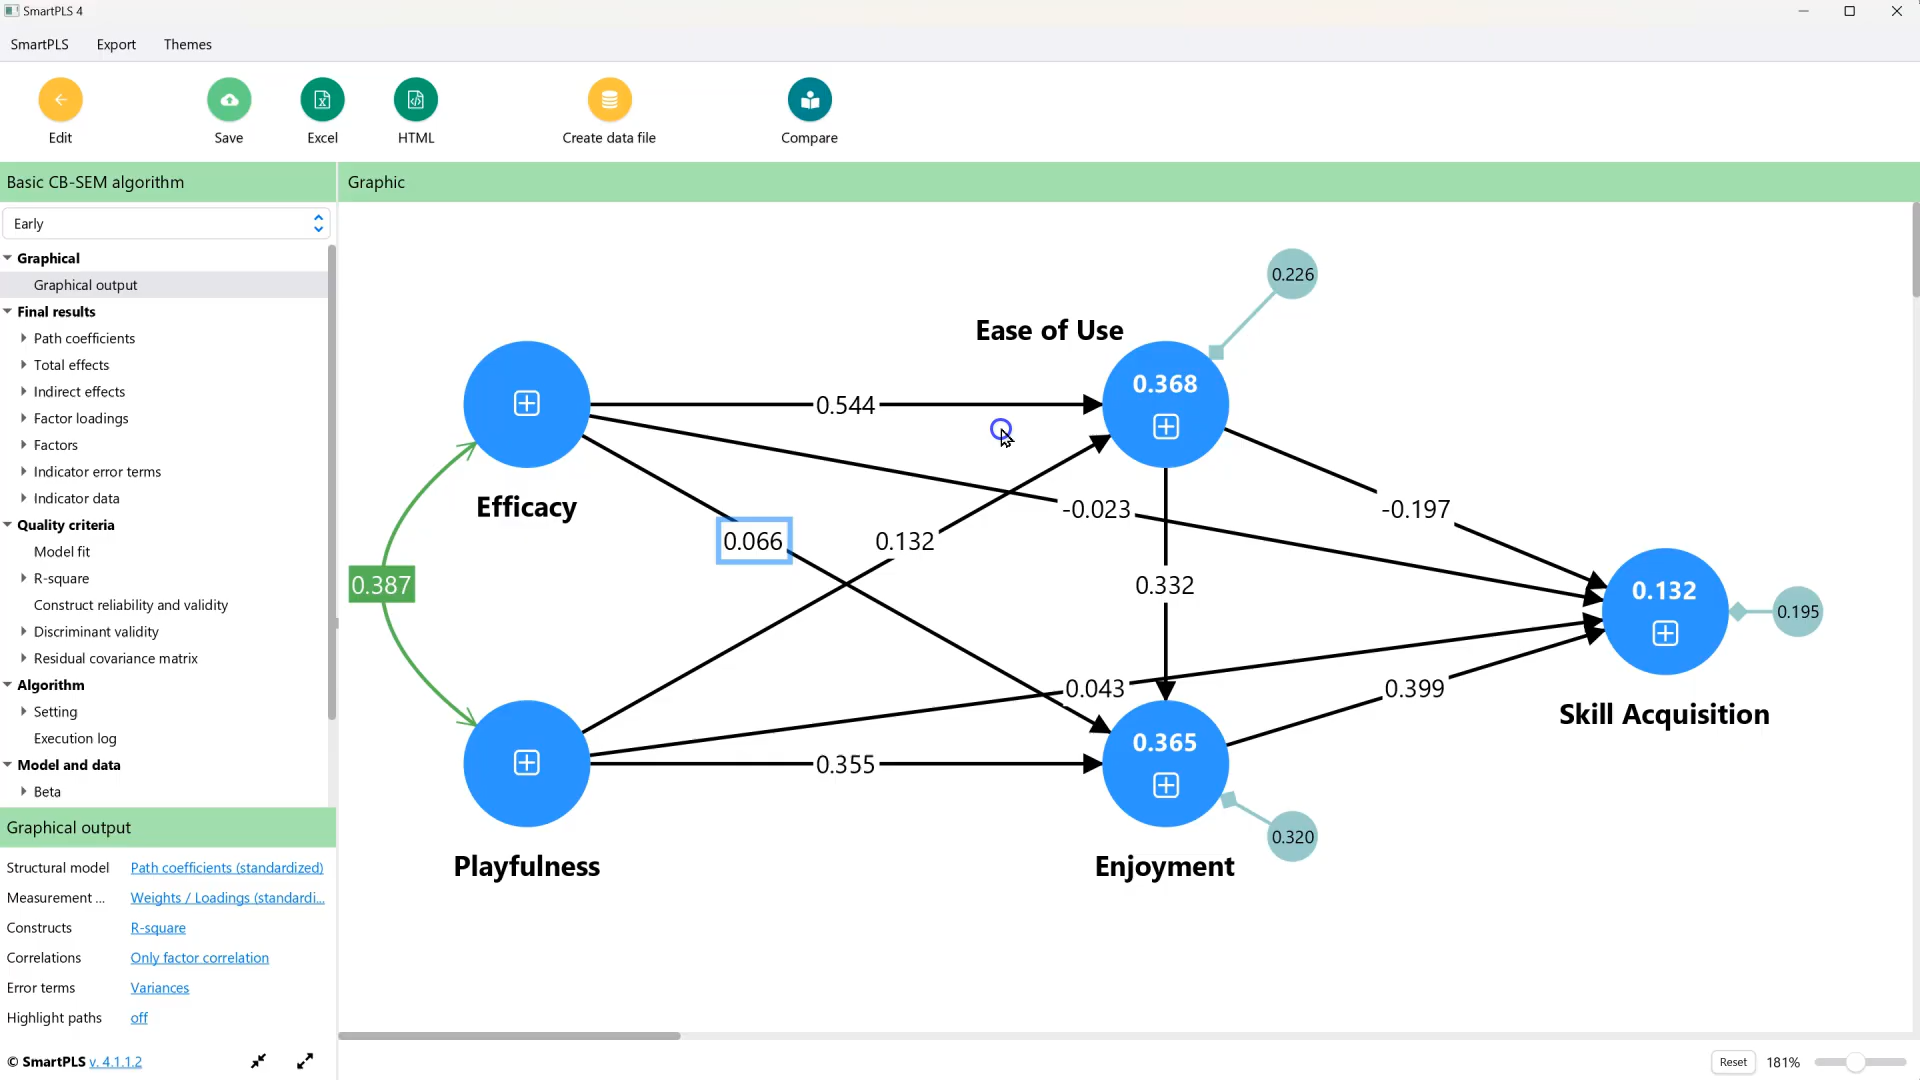 SmartPLS 4
SmartPLS Export Themes
Edit Save Excel HTML Create data file Compare
Basic CB-SEM algorithm
Graphic
Early
Graphical
Graphical output
Final results
Path coefficients
Total effects
Indirect effects
Factor loadings
Factors
Indicator error terms
Indicator data
Quality criteria
Model fit
R-square
Construct reliability and validity
Discriminant validity
Residual covariance matrix
Algorithm
Setting
Execution log
Model and data
Beta
Graphical output
Structural model Path coefficients (standardized)
Measurement ... Weights / Loadings (standardi...
Constructs R-square
Correlations Only factor correlation
Error terms Variances
Highlight paths off
© SmartPLS v. 4.1.1.2
0.226
Ease of Use
0.368
0.544
Efficacy
-0.023
-0.197
0.066
0.132
0.387
0.332
0.132
0.195
0.043
0.399
Skill Acquisition
0.365
0.355
0.320
Playfulness
Enjoyment
Reset 181%